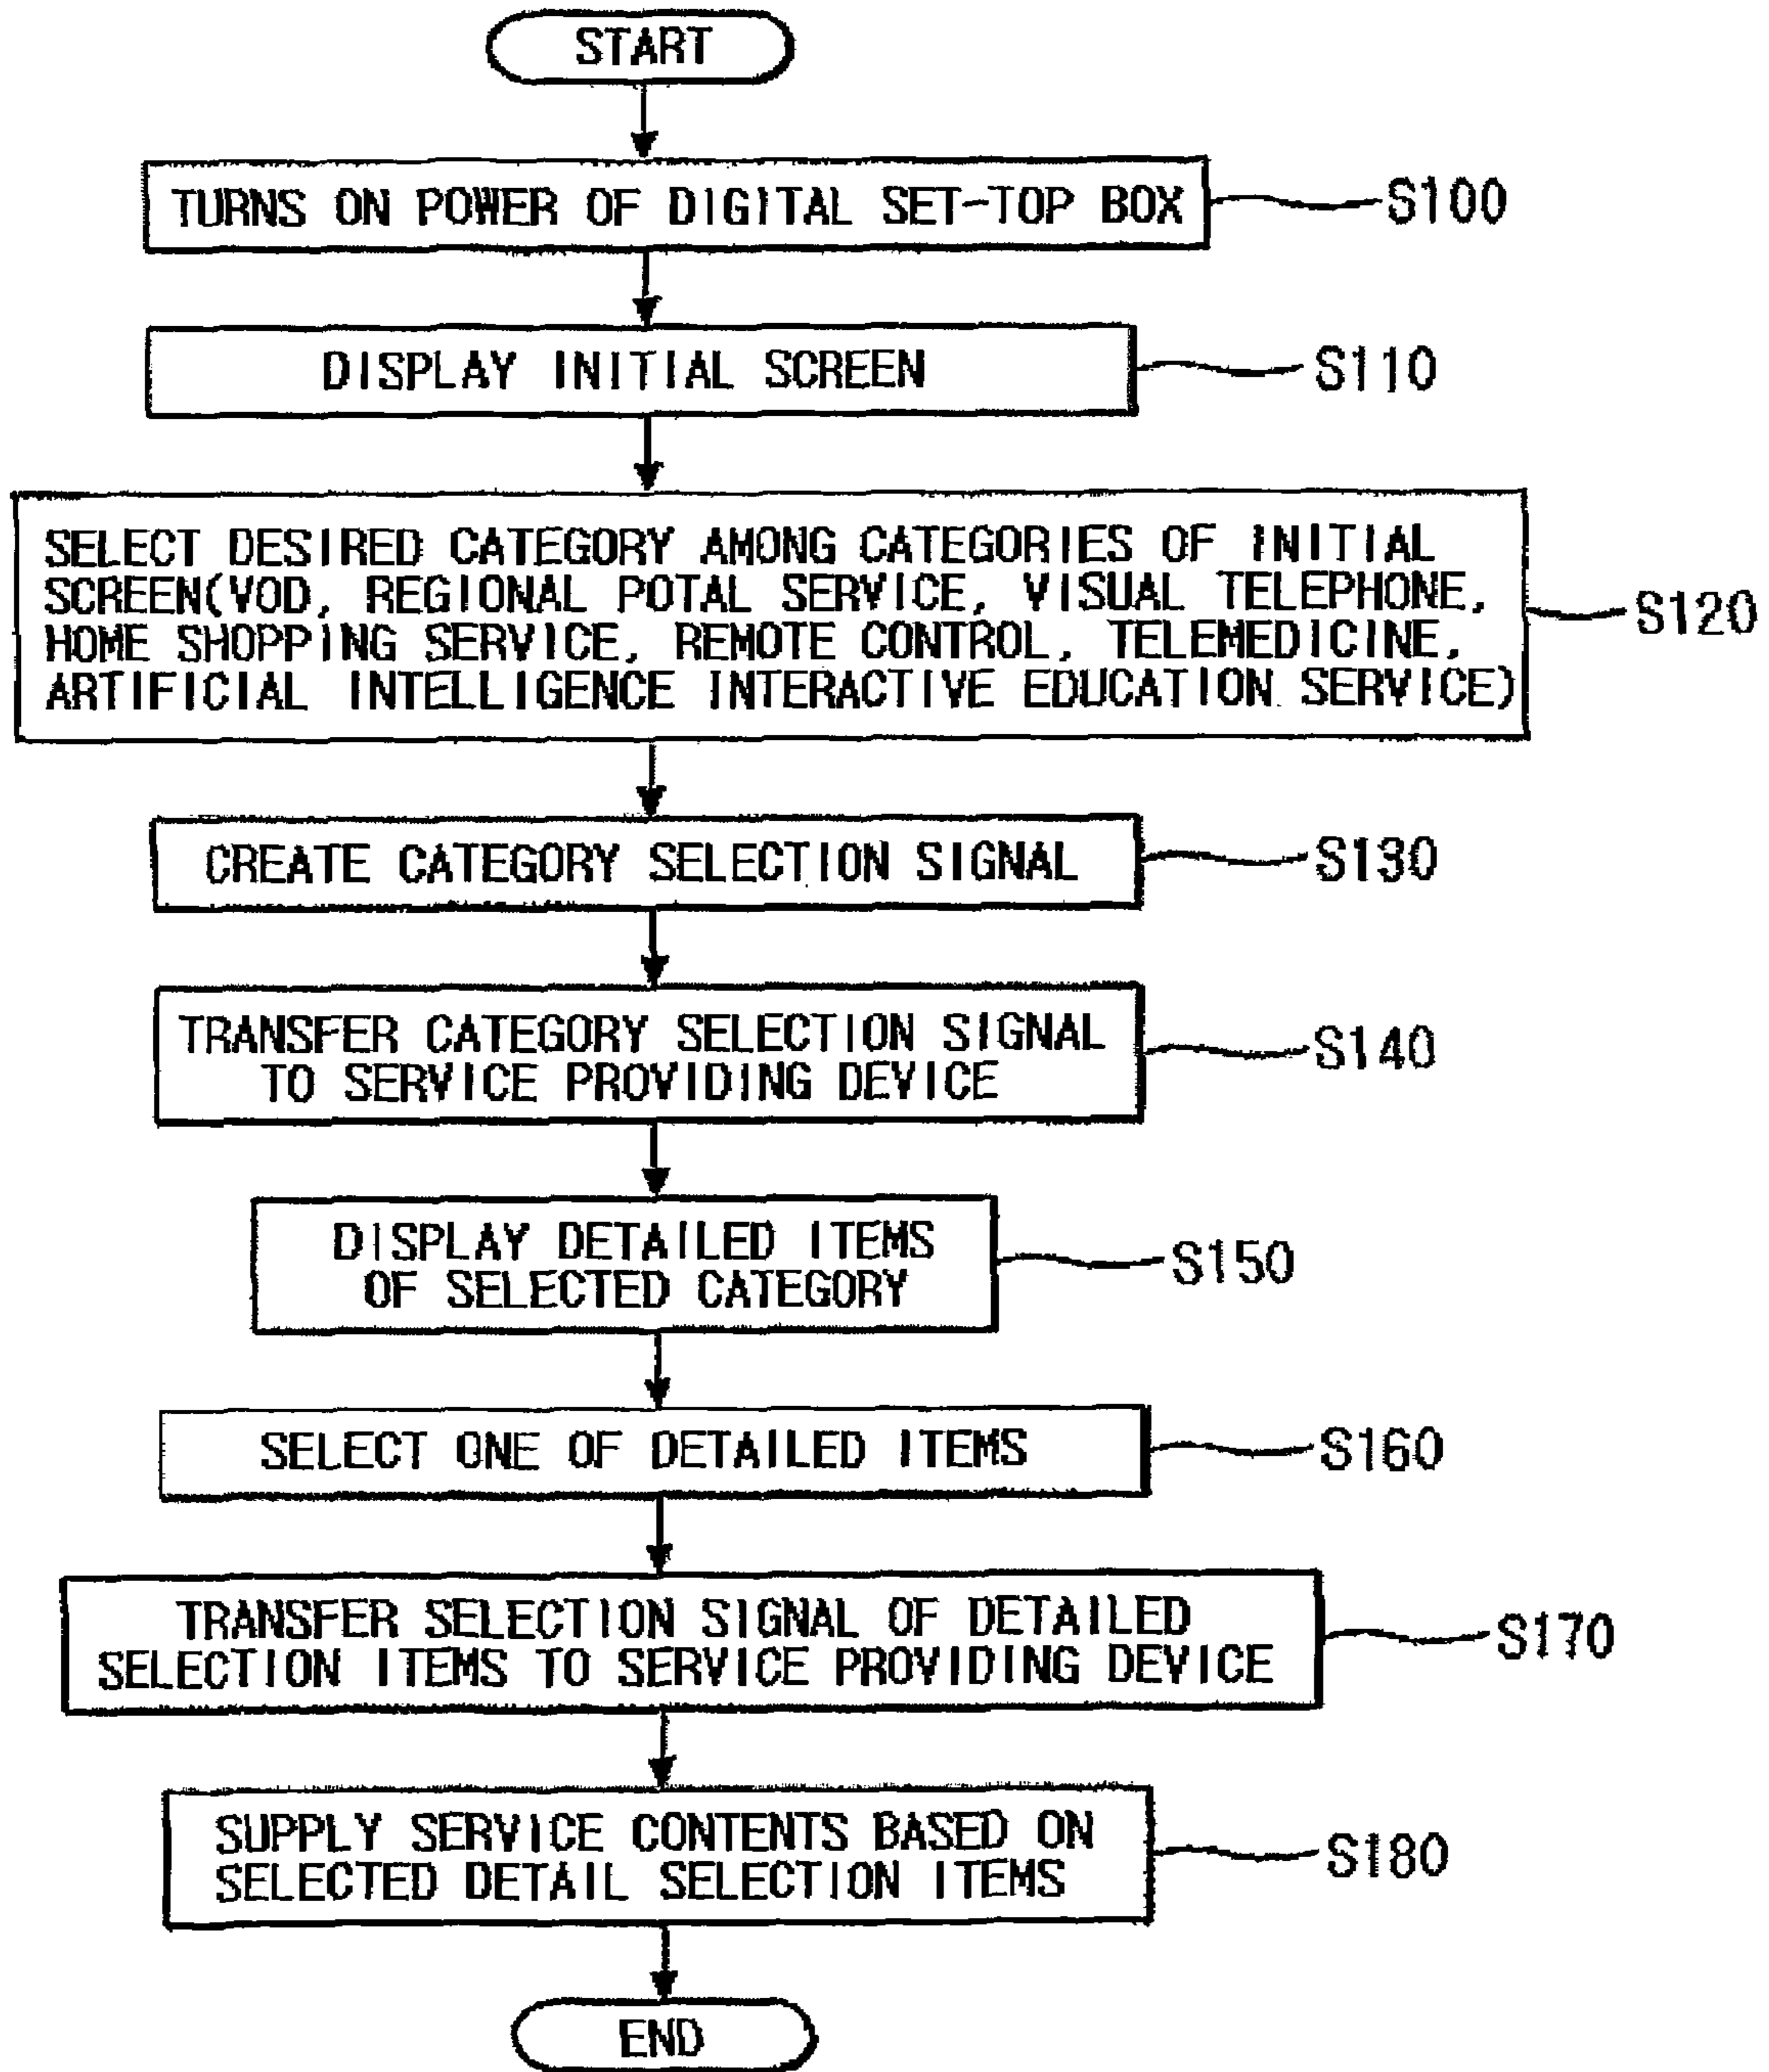 START
TURNS ON POWER OF DIGITAL SET-TOP BOX
S100
DISPLAY INITIAL SCREEN
S110
SELECT DESIRED CATEGORY AMONG CATEGORIES OF INITIAL
SCREEN(VOD, REGIONAL POTAL SERVICE, VISUAL TELEPHONE,
HOME SHOPPING SERVICE, REMOTE CONTROL, TELEMEDICINE,
ARTIFICIAL INTELLIGENCE INTERACTIVE EDUCATION SERVICE)
S120
CREATE CATEGORY SELECTION SIGNAL
S130
TRANSFER CATEGORY SELECTION SIGNAL
TO SERVICE PROVIDING DEVICE
S140
DISPLAY DETAILED ITEMS
OF SELECTED CATEGORY
S150
SELECT ONE OF DETAILED ITEMS
S160
TRANSFER SELECTION SIGNAL OF DETAILED
SELECTION ITEMS TO SERVICE PROVIDING DEVICE
S170
SUPPLY SERVICE CONTENTS BASED ON
SELECTED DETAIL SELECTION ITEMS
S180
END